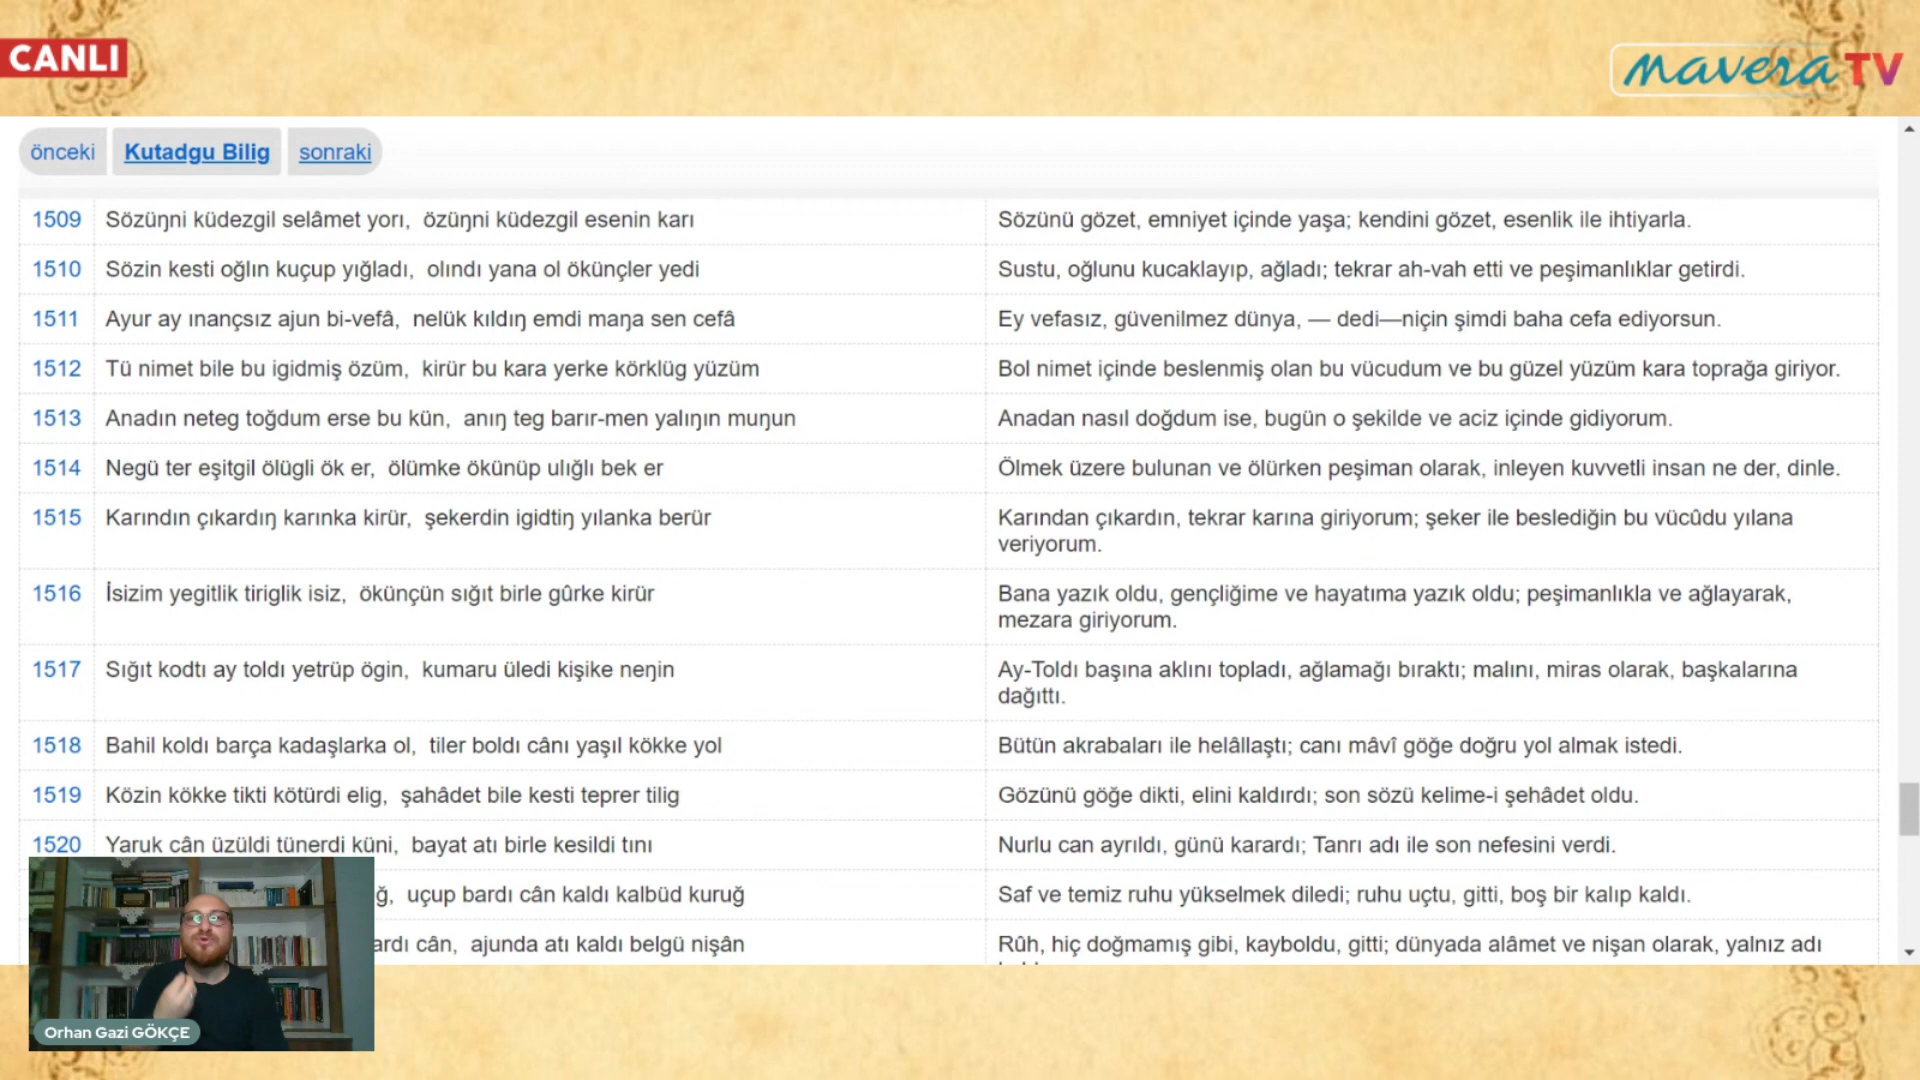 CANLI
mavera TV
önceki
Kutadgu Bilig
sonraki
1509 Sözüŋni küdezgil selâmet yorı, özüŋni küdezgil esenin karı Sözünü gözet, emniyet içinde yaşa; kendini gözet, esenlik ile ihtiyarla.
1510 Sözin kesti oğlın kuçup yığladı, olındı yana ol ökünçler yedi Sustu, oğlunu kucaklayıp, ağladı; tekrar ah-vah etti ve peşimanlıklar getirdi.
1511 Ayur ay ınançsız ajun bi-vefâ, nelük kıldıŋ emdi maŋa sen cefâ Ey vefasız, güvenilmez dünya, — dedi—niçin şimdi baha cefa ediyorsun.
1512 Tü nimet bile bu igidmiş özüm, kirür bu kara yerke körklüg yüzüm Bol nimet içinde beslenmiş olan bu vücudum ve bu güzel yüzüm kara toprağa giriyor.
1513 Anadın neteg toğdum erse bu kün, anıŋ teg barır-men yalıŋın muŋun Anadan nasıl doğdum ise, bugün o şekilde ve aciz içinde gidiyorum.
1514 Negü ter eşitgil ölügli ök er, ölümke ökünüp ulığlı bek er Ölmek üzere bulunan ve ölürken peşiman olarak, inleyen kuvvetli insan ne der, dinle.
1515 Karındın çıkardıŋ karınka kirür, şekerdin igidtiŋ yılanka berür Karından çıkardın, tekrar karına giriyorum; şeker ile beslediğin bu vücûdu yılana
veriyorum.
1516 İsizim yegitlik tiriglik isiz, ökünçün sığıt birle gûrke kirür Bana yazık oldu, gençliğime ve hayatıma yazık oldu; peşimanlıkla ve ağlayarak,
mezara giriyorum.
1517 Sığıt kodtı ay toldı yetrüp ögin, kumaru üledi kişike neŋin Ay-Toldı başına aklını topladı, ağlamağı bıraktı; malını, miras olarak, başkalarına
dağıttı.
1518 Bahil koldı barça kadaşlarka ol, tiler boldı cânı yaşıl kökke yol Bütün akrabaları ile helâllaştı; canı mâvî göğe doğru yol almak istedi.
1519 Közin kökke tikti kötürdi elig, şahâdet bile kesti teprer tilig Gözünü göğe dikti, elini kaldırdı; son sözü kelime-i şehâdet oldu.
1520 Yaruk cân üzüldi tünerdi küni, bayat atı birle kesildi tını Nurlu can ayrıldı, günü karardı; Tanrı adı ile son nefesini verdi.
ğ, uçup bardı cân kaldı kalbüd kuruğ Saf ve temiz ruhu yükselmek diledi; ruhu uçtu, gitti, boş bir kalıp kaldı.
ardı cân, ajunda atı kaldı belgü nişân Rûh, hiç doğmamış gibi, kayboldu, gitti; dünyada alâmet ve nişan olarak, yalnız adı
Orhan Gazi GÖKÇE